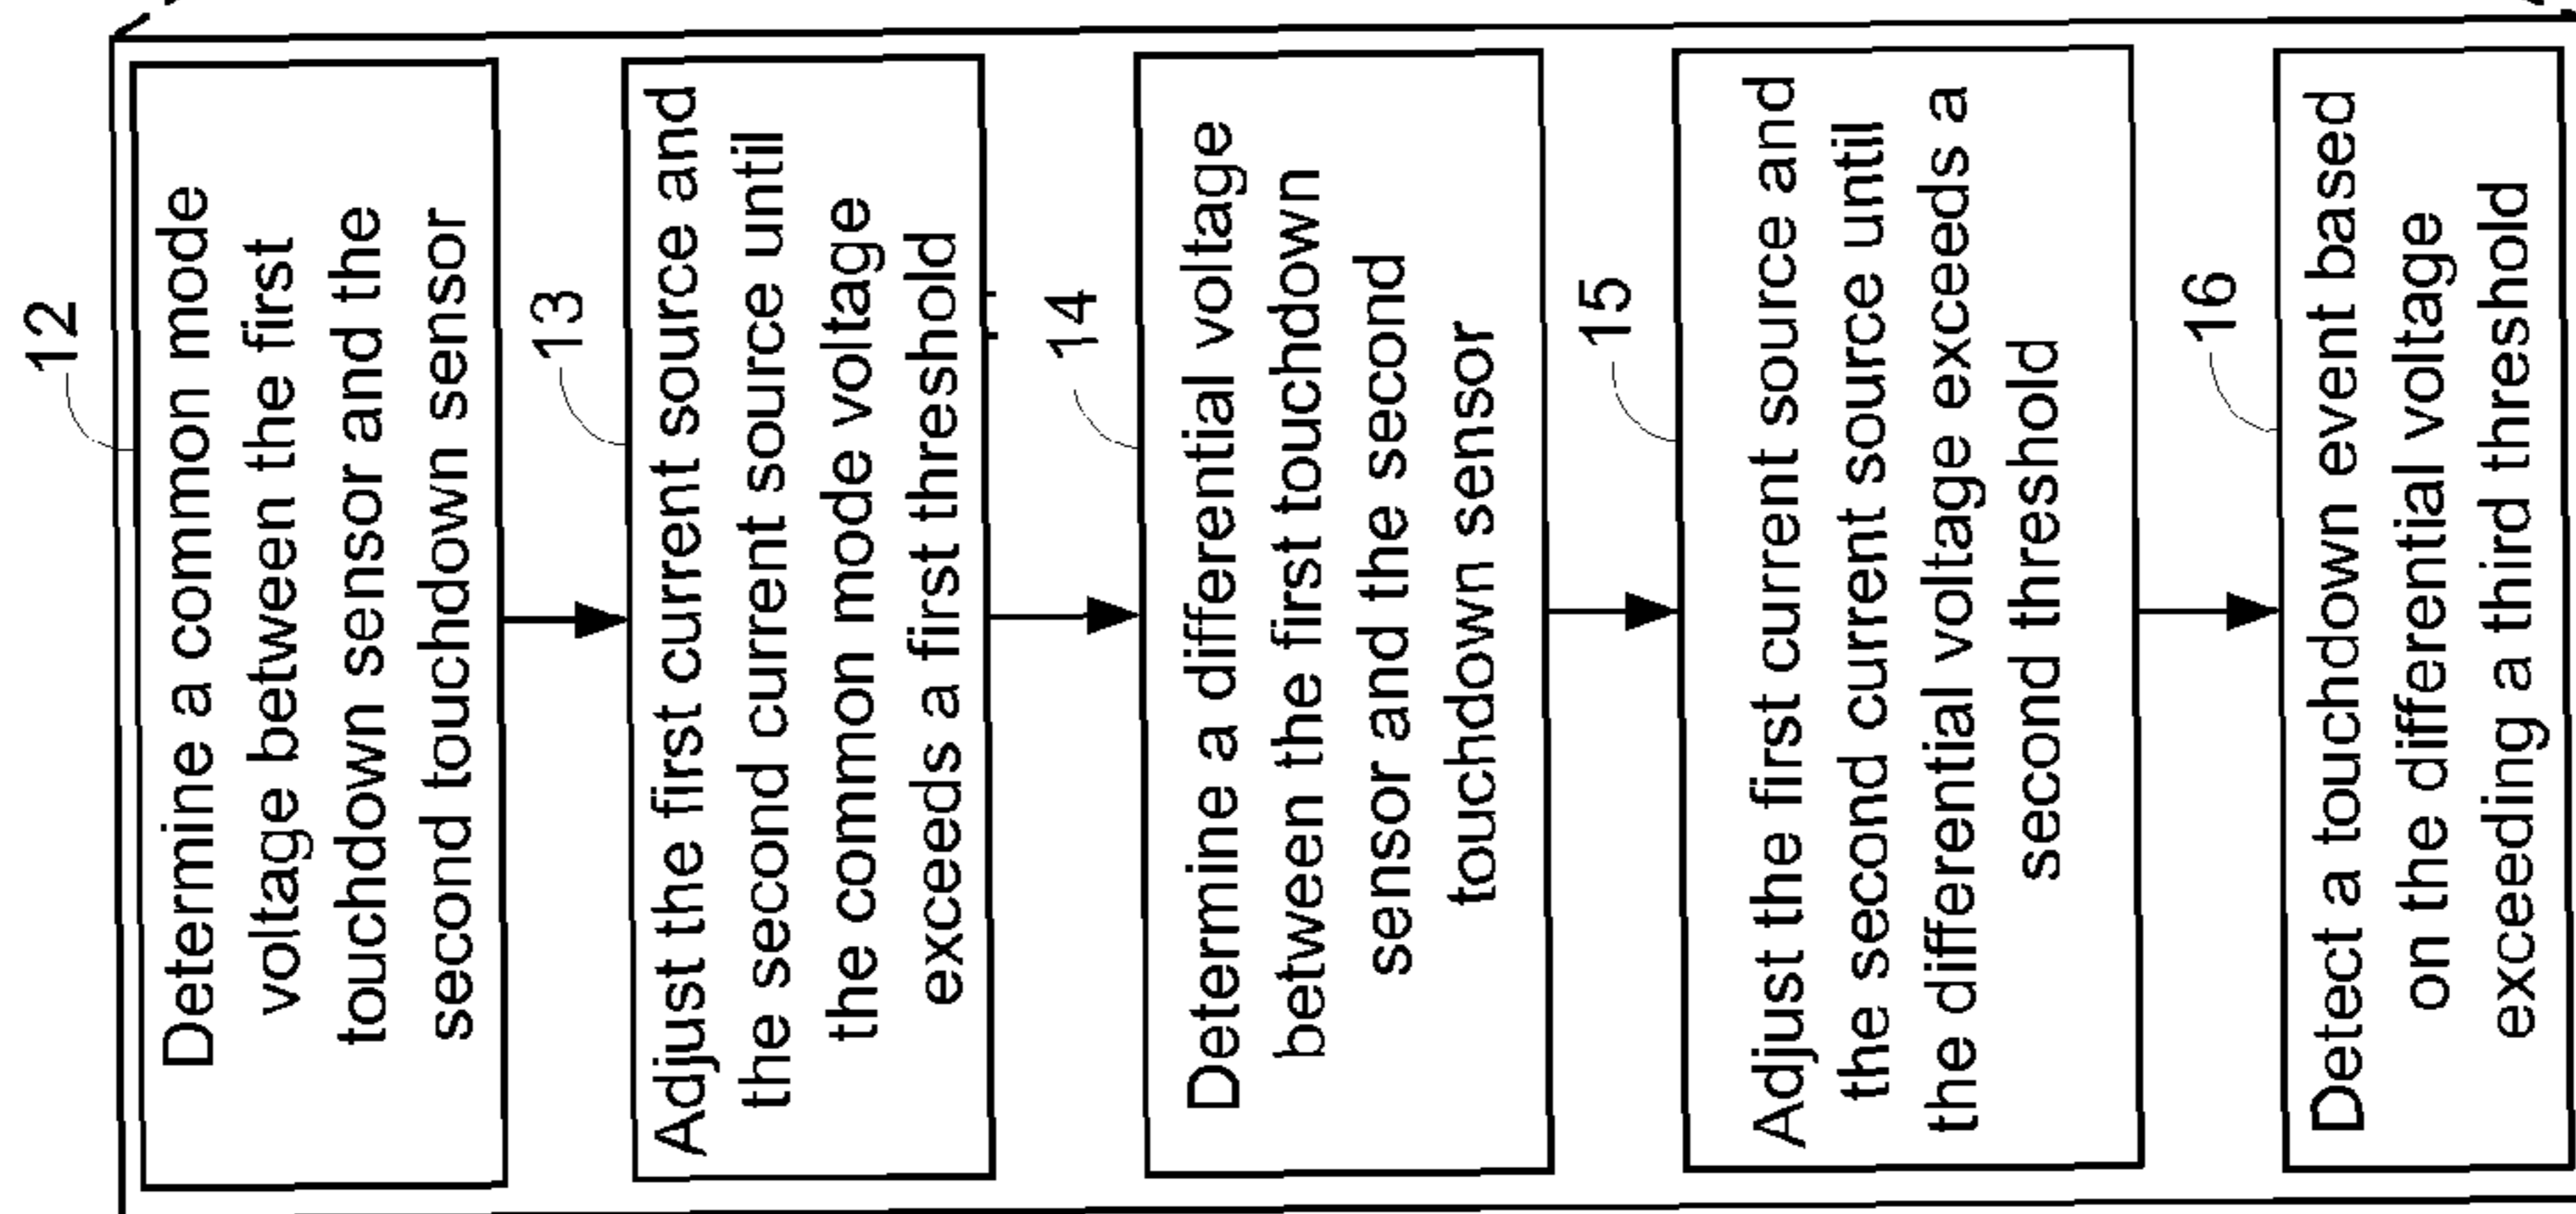 12
Determine a common mode
voltage between the first
touchdown sensor and the
second touchdown sensor
13
Adjust the first current source and
the second current source until
the common mode voltage
exceeds a first threshold
14
Determine a differential voltage
between the first touchdown
sensor and the second
touchdown sensor
15
Adjust the first current source and
the second current source until
the differential voltage exceeds a
second threshold
16
Detect a touchdown event based
on the differential voltage
exceeding a third threshold